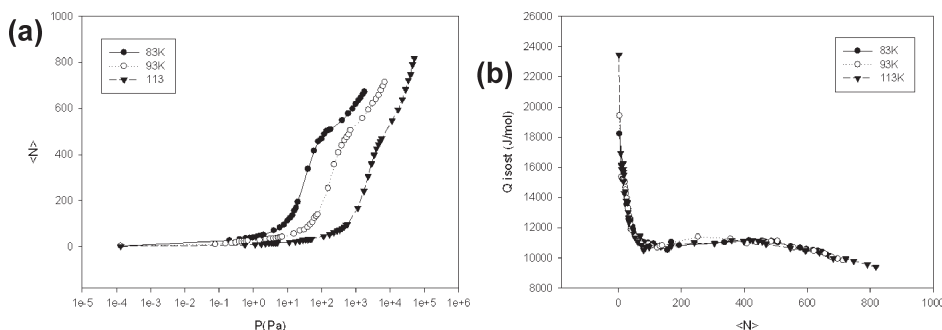 (a)
1000
800
600
400
200
0
<N>
83K
93K
113
1e-5 1e-4 1e-3 1e-2 1e-1 1e+0 1e+1 1e+2 1e+3 1e+4 1e+5 1e+6
P(Pa)
(b)
26000
24000
22000
20000
18000
16000
14000
12000
10000
8000
Q isost (J/mol)
83K
93K
113K
0 200 400 600 800 1000
<N>